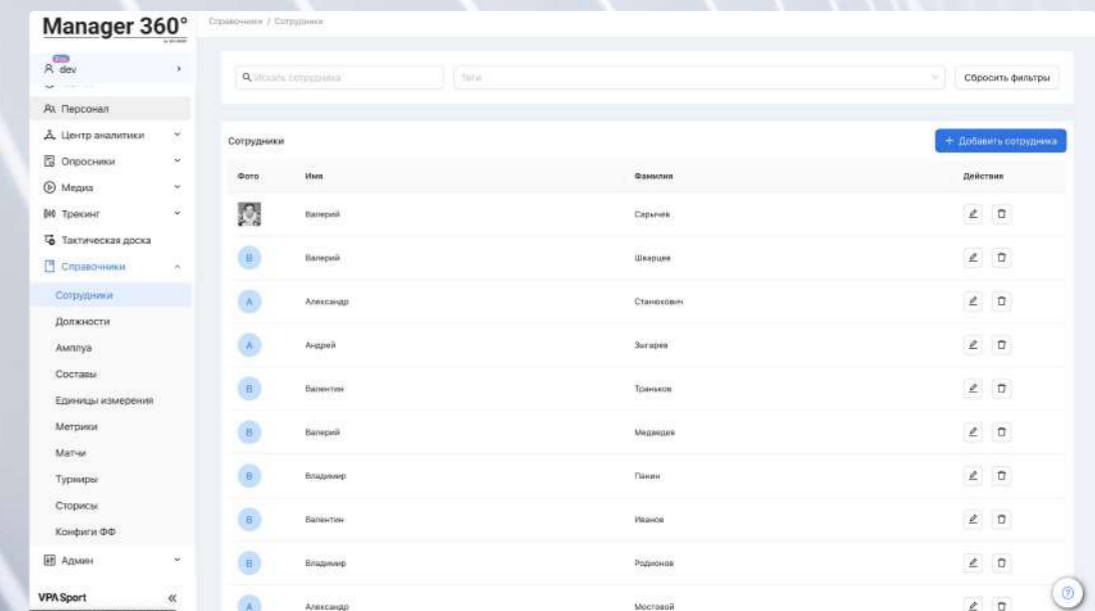 Manager 360°
Справочники / Сотрудники
dev
Искать сотрудника
Теги
Сбросить фильтры
Персонал
Центр аналитики
Опросники
Медиа
Трекинг
Тактическая доска
Справочники
Сотрудники
Должности
Амплуа
Составы
Единицы измерения
Метрики
Матчи
Турниры
Сторисы
Конфиги ФФ
Админ
VPA Sport
Сотрудники
+ Добавить сотрудника
Фото Имя Фамилия Действия
Валерий Сарычев
В Валерий Шварцев
А Александр Станюкович
А Андрей Зыгарев
В Валентин Траньков
В Валерий Медведев
В Владимир Панин
В Валентин Иванов
В Владимир Родионов
А Александр Мостовой